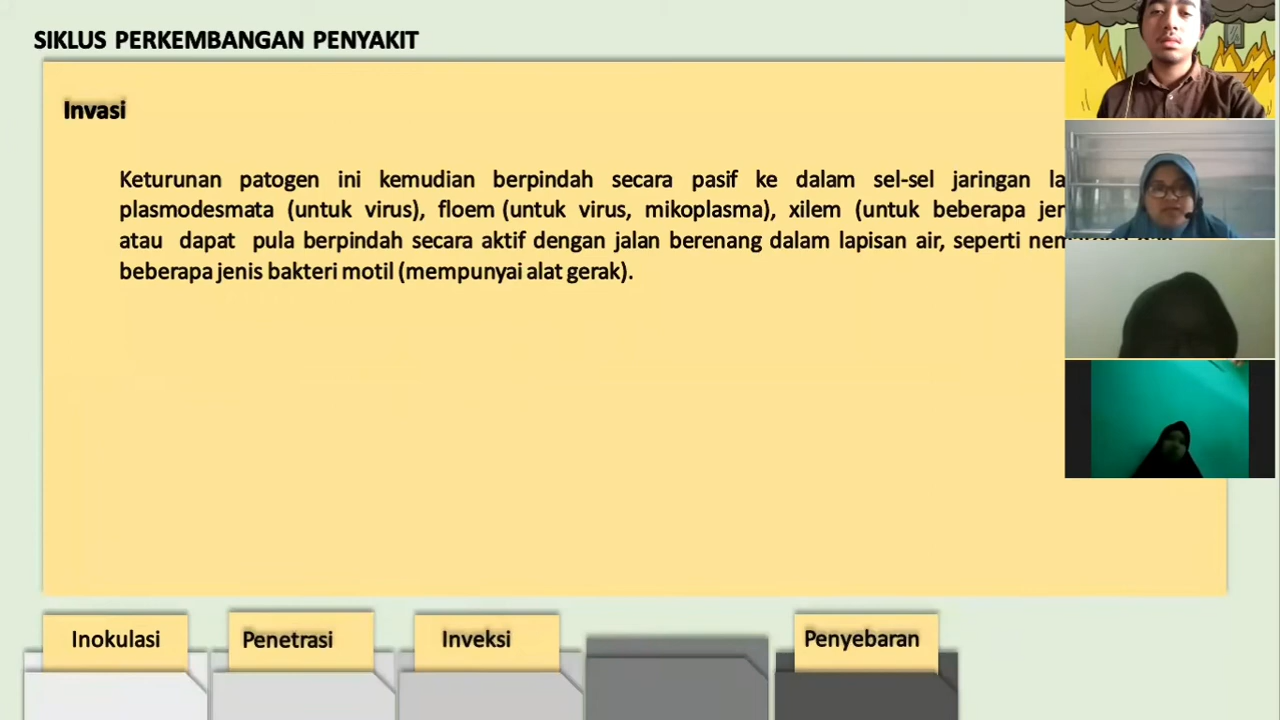 SIKLUS PERKEMBANGAN PENYAKIT
Invasi
Keturunan patogen ini kemudian berpindah secara pasif ke dalam sel-sel jaringan
plasmodesmata (untuk virus), floem (untuk virus, mikoplasma), xilem (untuk beberapa
atau dapat pula berpindah secara aktif dengan jalan berenang dalam lapisan air, seperti
beberapa jenis bakteri motil (mempunyai alat gerak).
Inokulasi
Penetrasi
Inveksi
Penyebaran